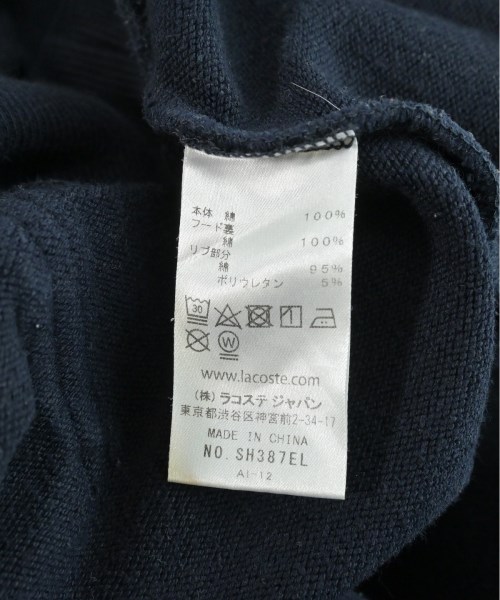 本体 綿 100%
フード裏
綿 100%
リブ部分
綿 95%
ポリウレタン 5%
30
W
www.lacoste.com
(株) ラコステ ジャパン
東京都渋谷区神宮前2-34-17
MADE IN CHINA
NO. SH387EL
AI-12